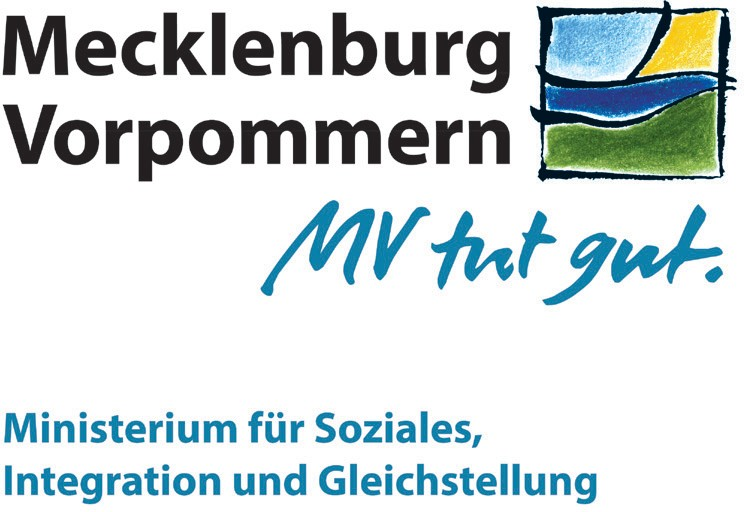 Mecklenburg
Vorpommern
MV tut gut.
Ministerium für Soziales,
Integration und Gleichstellung